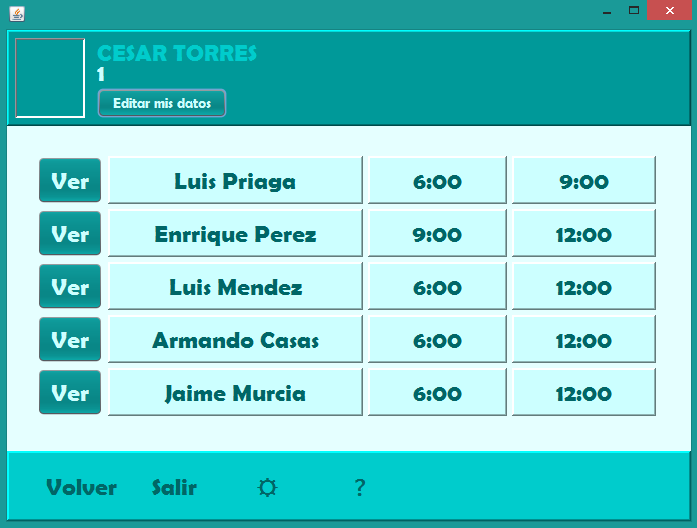 CESAR TORRES
1
Editar mis datos
Ver Luis Priaga 6:00 9:00
Ver Enrrique Perez 9:00 12:00
Ver Luis Mendez 6:00 12:00
Ver Armando Casas 6:00 12:00
Ver Jaime Murcia 6:00 12:00
Volver Salir ?